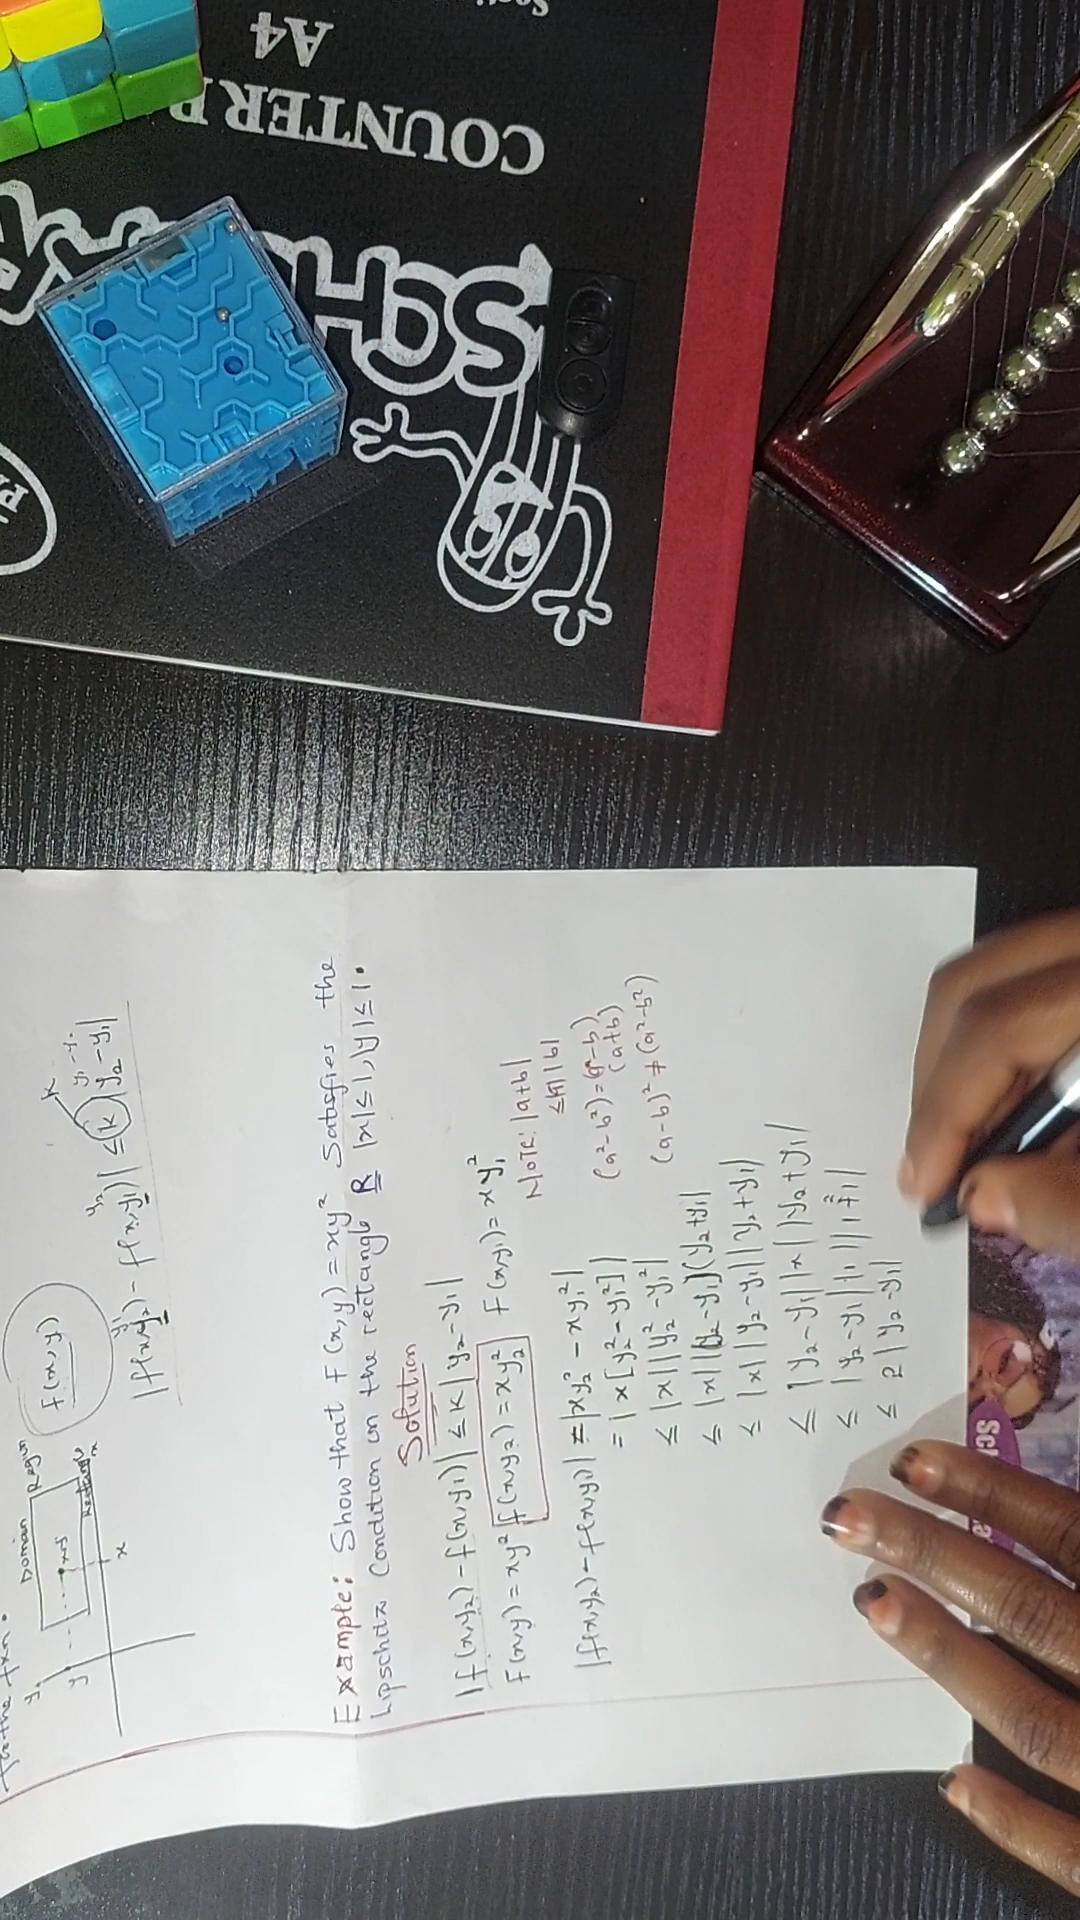 for the fxn.
Domain Region
Rectangle
y
x
f(x,y)
K
|f(x,y₂) - f(x,y₁)| ≤ K |y₂-y₁|
Example: Show that F(x,y) = xy² Satisfies the
Lipschitz Condition on the rectangle R |x|≤1, |y|≤1.
Solution
|f(x,y₂) - f(x,y₁)| ≤ K |y₂-y₁|
F(x,y) = xy² f(x,y₂) = xy₂² F(x,y₁) = xy₁²
NOTE: |a+b|
(a²-b²) = (a-b)
(a+b)
(a-b)² ≠ (a²-b²)
|f(x,y₂) - f(x,y₁)| = |xy₂² - xy₁²|
= |x[y₂²-y₁²]|
≤ |x||y₂²-y₁²|
≤ |x||(y₂-y₁)(y₂+y₁|
≤ |x||y₂-y₁||y₂+y₁|
≤ |y₂-y₁||x||y₂+y₁|
≤ |y₂-y₁||1||1+1|
≤ 2|y₂-y₁|
COUNTER
A4